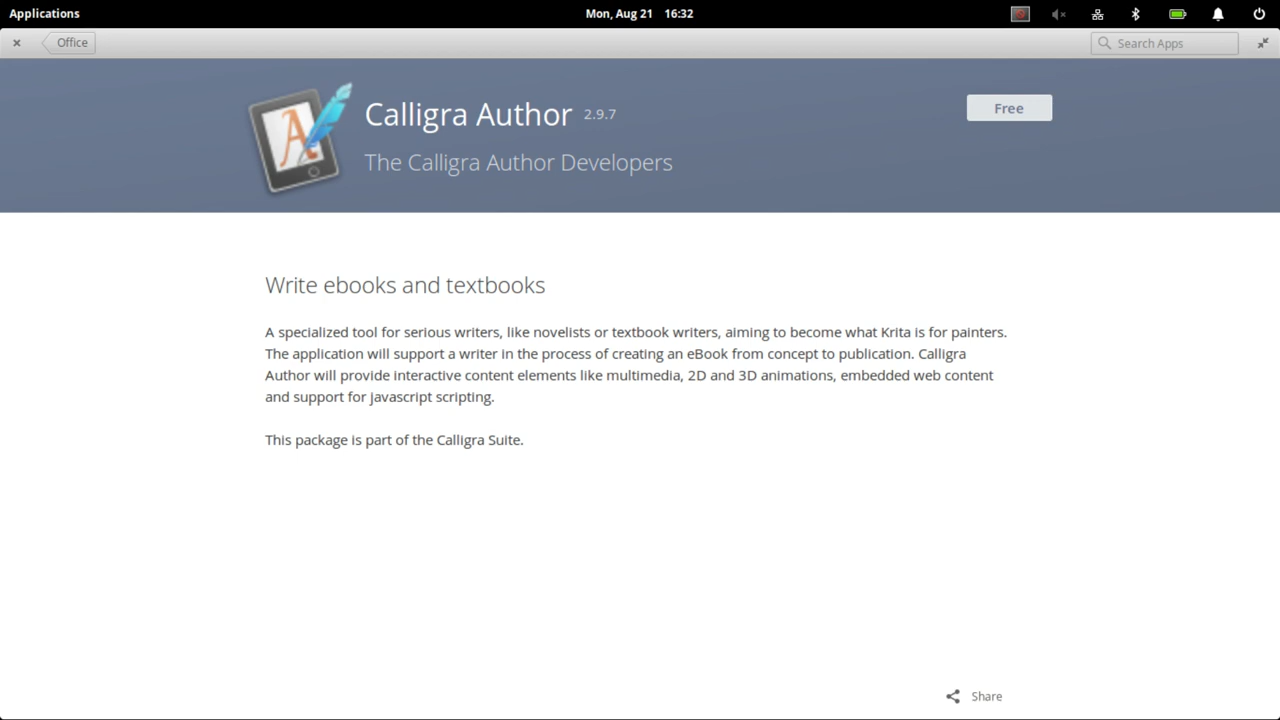 Applications
Mon, Aug 21 16:32
Office
Search Apps
Calligra Author 2.9.7
Free
The Calligra Author Developers
Write ebooks and textbooks
A specialized tool for serious writers, like novelists or textbook writers, aiming to become what Krita is for painters.
The application will support a writer in the process of creating an eBook from concept to publication. Calligra
Author will provide interactive content elements like multimedia, 2D and 3D animations, embedded web content
and support for javascript scripting.
This package is part of the Calligra Suite.
Share